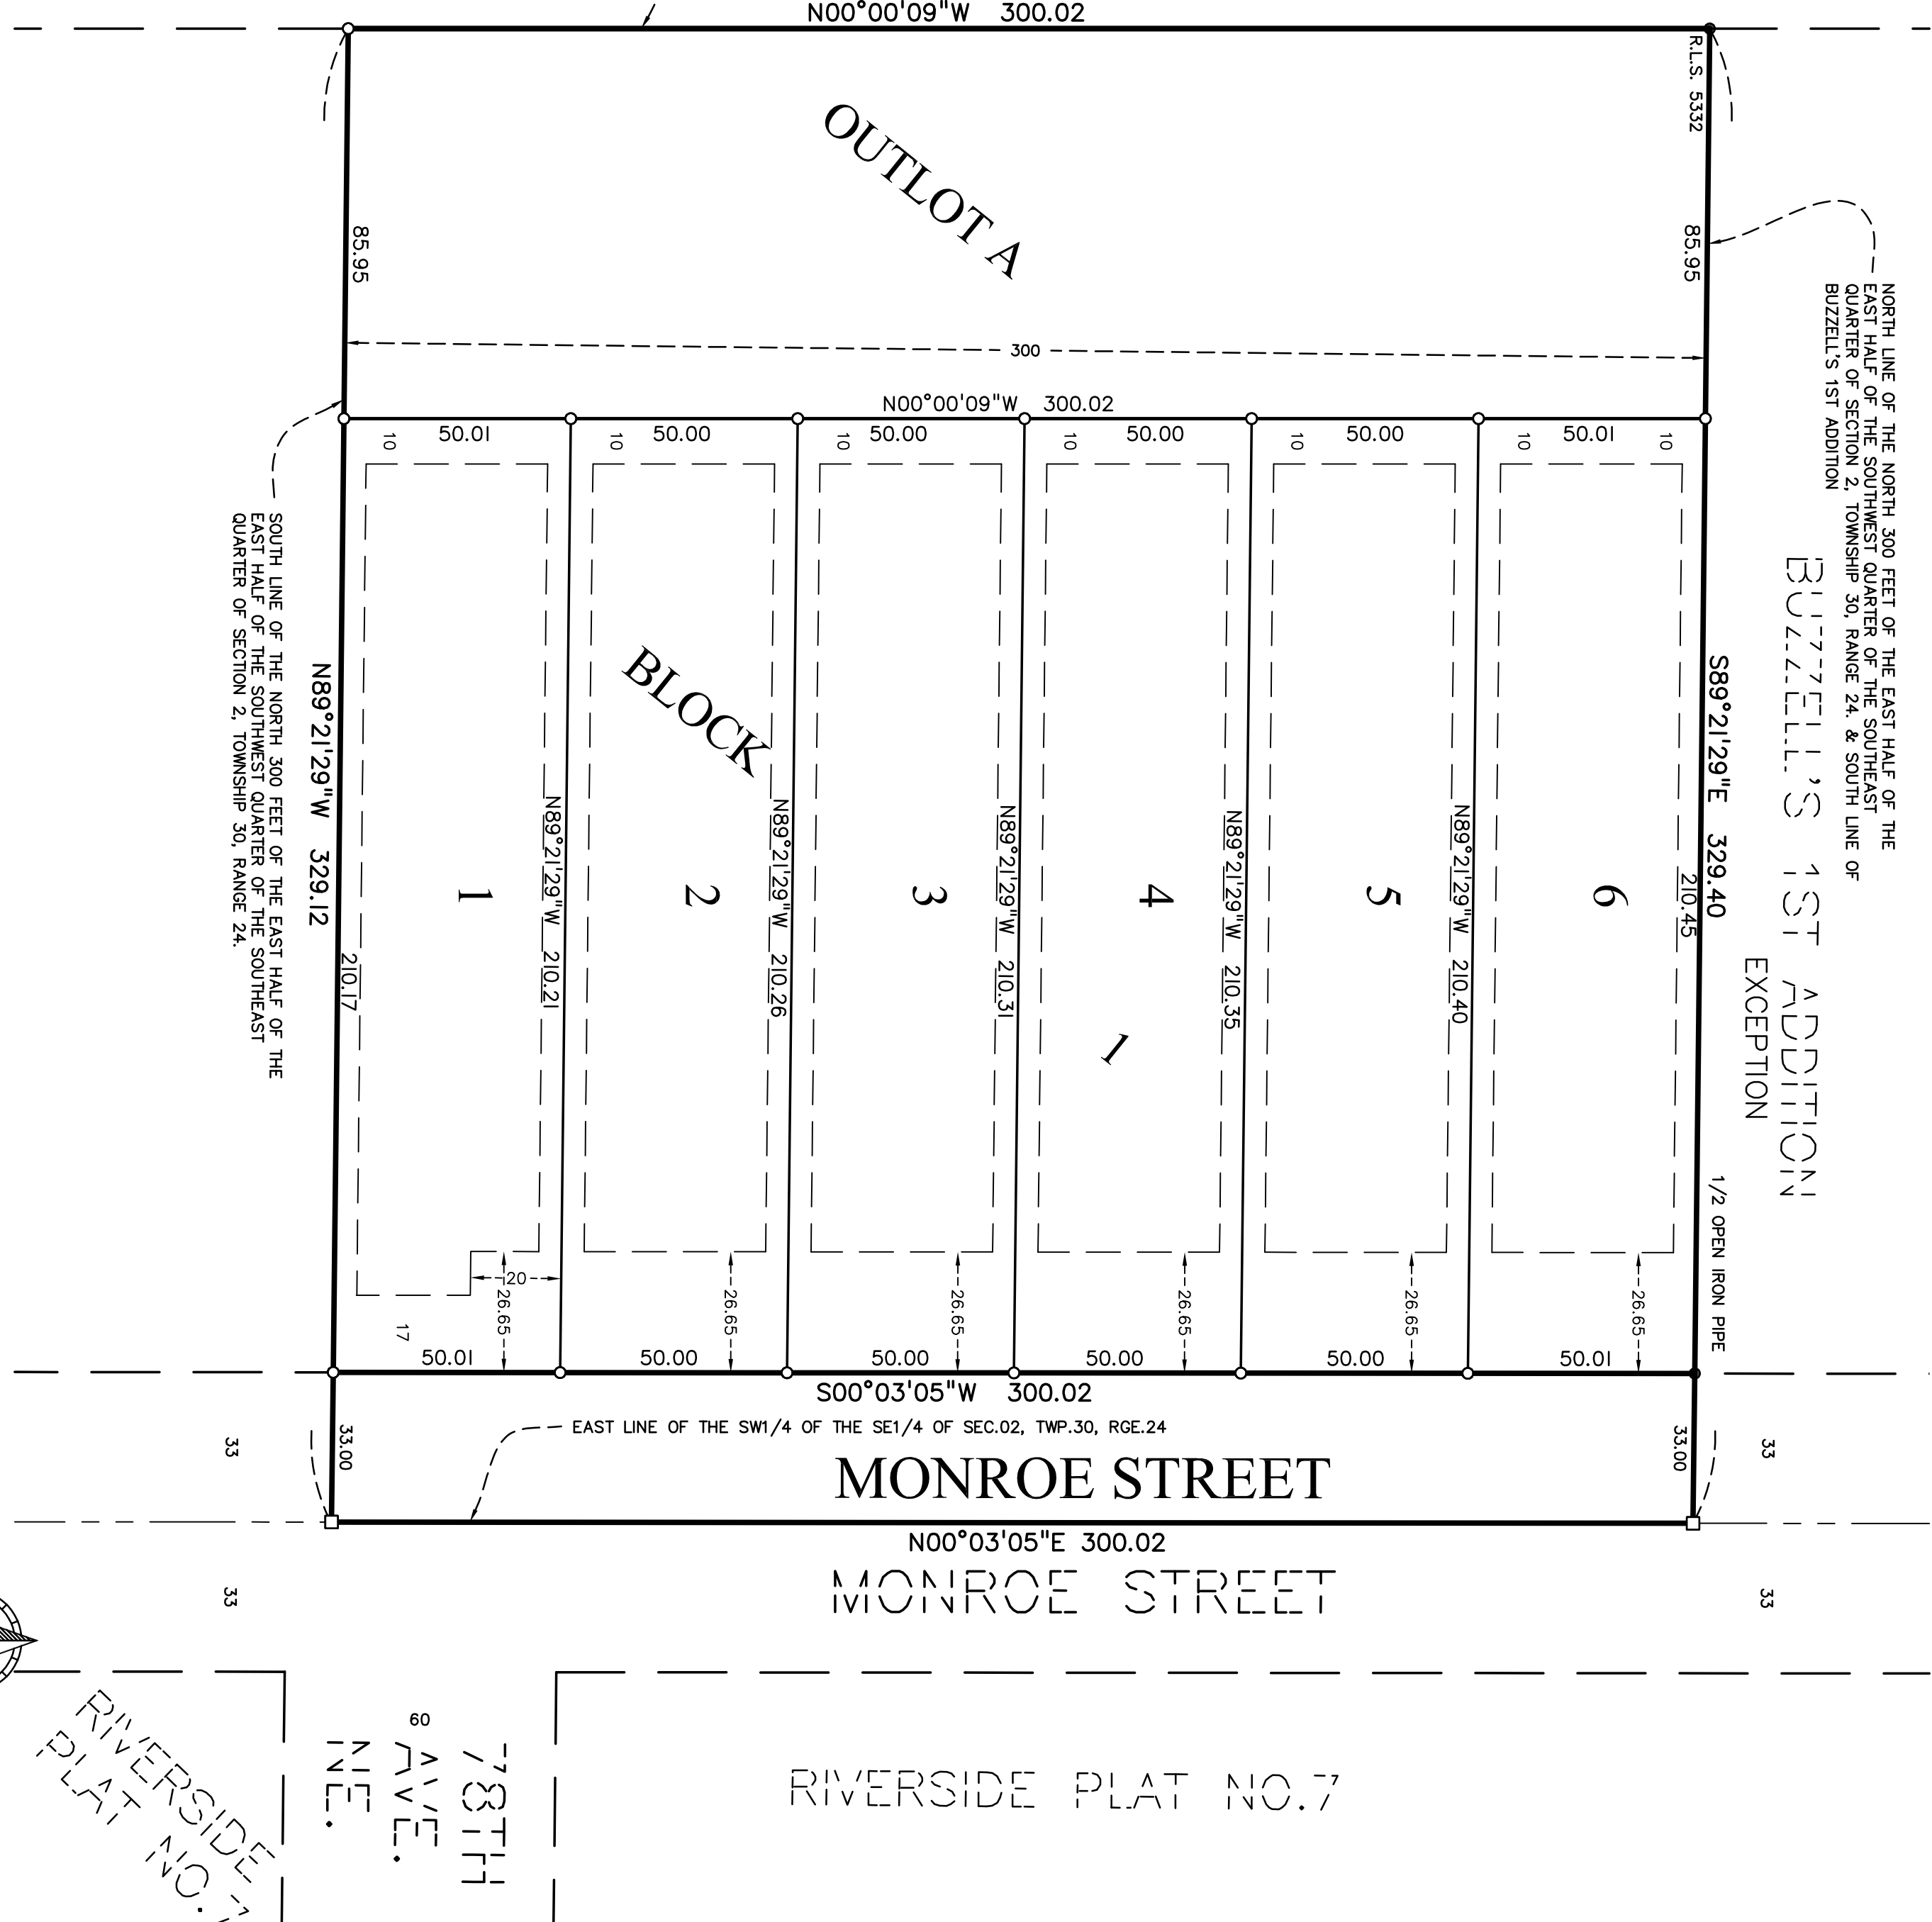 N00°00'09"W 300.02
R.L.S. 5332
OUTLOT A
85.95
85.95
300
NORTH LINE OF THE NORTH 300 FEET OF THE EAST HALF OF THE
EAST HALF OF THE SOUTHWEST QUARTER OF THE SOUTHEAST
QUARTER OF SECTION 2, TOWNSHIP 30, RANGE 24. & SOUTH LINE OF
BUZZELL'S 1ST ADDITION
N00°00'09"W 300.02
50.01
50.00
50.00
50.00
50.00
50.01
10
10
10
10
10
10
10
SOUTH LINE OF THE NORTH 300 FEET OF THE EAST HALF OF THE
EAST HALF OF THE SOUTHWEST QUARTER OF THE SOUTHEAST
QUARTER OF SECTION 2, TOWNSHIP 30, RANGE 24.
N89°21'29"W 329.12
S89°21'29"E 329.40
BUZZELL'S 1ST ADDITION
EXCEPTION
BLOCK
1
1
2
3
4
5
6
210.17
N89°21'29"W 210.21
N89°21'29"W 210.26
N89°21'29"W 210.31
N89°21'29"W 210.35
N89°21'29"W 210.40
210.45
1/2 OPEN IRON PIPE
20
26.65
26.65
26.65
26.65
26.65
26.65
17
50.01
50.00
50.00
50.00
50.00
50.01
S00°03'05"W 300.02
EAST LINE OF THE SW1/4 OF THE SE1/4 OF SEC.02, TWP.30, RGE.24
33
33.00
MONROE STREET
33.00
33
N00°03'05"E 300.02
MONROE STREET
33
33
60
78TH
AVE.
NE.
RIVERSIDE
PLAT NO.7
RIVERSIDE PLAT NO.7